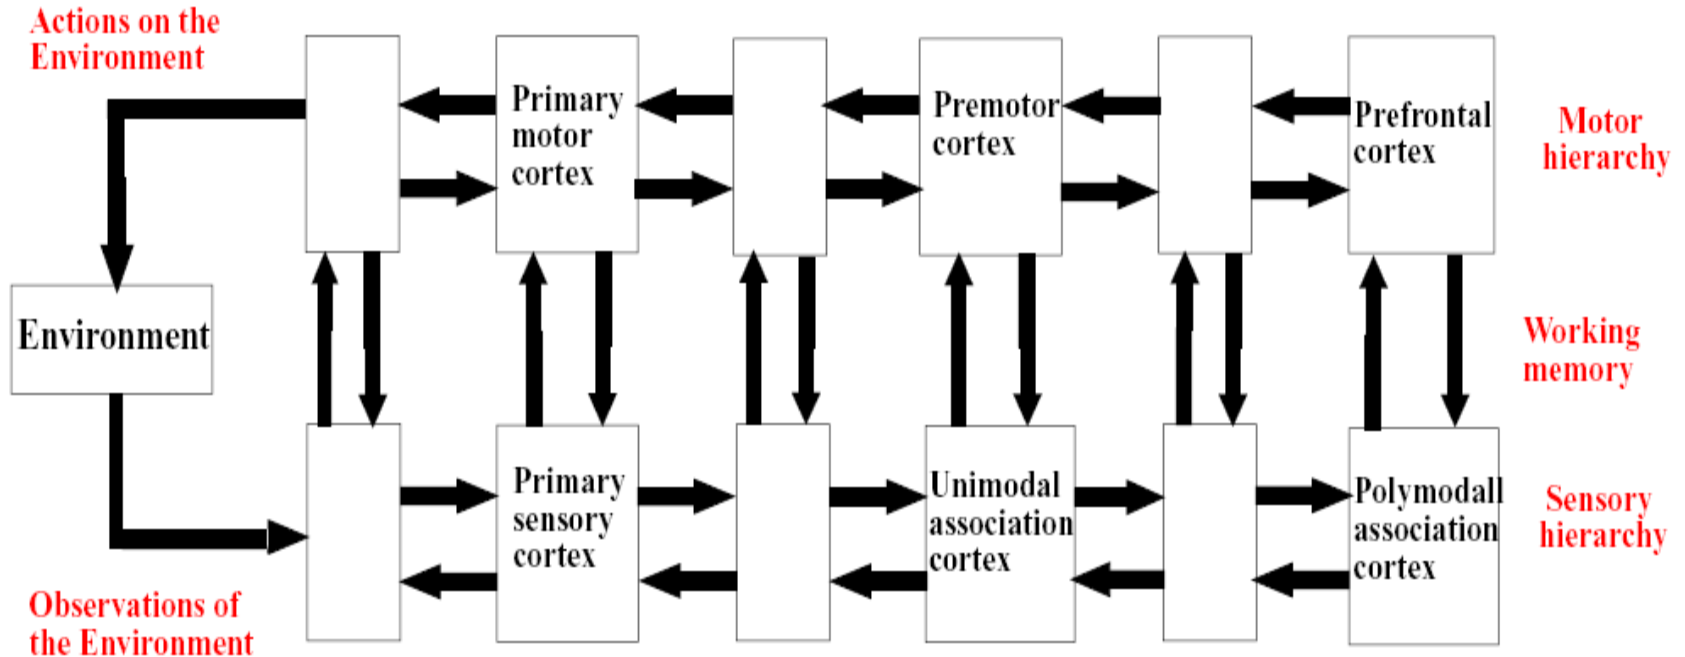 Actions on the
Environment
Primary
motor
cortex
Premotor
cortex
Prefrontal
cortex
Motor
hierarchy
Environment
Working
memory
Primary
sensory
cortex
Unimodal
association
cortex
Polymodall
association
cortex
Sensory
hierarchy
Observations of
the Environment